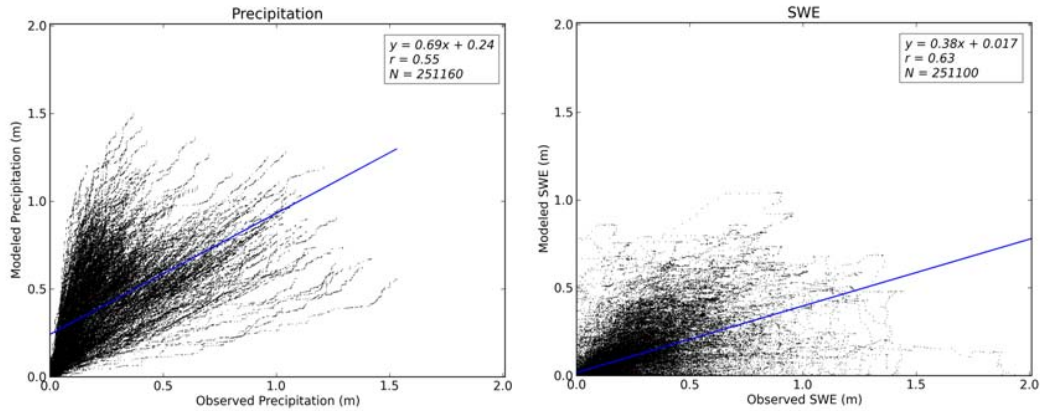 Precipitation
2.0
1.5
1.0
0.5
0.0
0.0 0.5 1.0 1.5 2.0
Modeled Precipitation (m)
Observed Precipitation (m)
y = 0.69x + 0.24
r = 0.55
N = 251160
SWE
2.0
1.5
1.0
0.5
0.0
0.0 0.5 1.0 1.5 2.0
Modeled SWE (m)
Observed SWE (m)
y = 0.38x + 0.017
r = 0.63
N = 251100